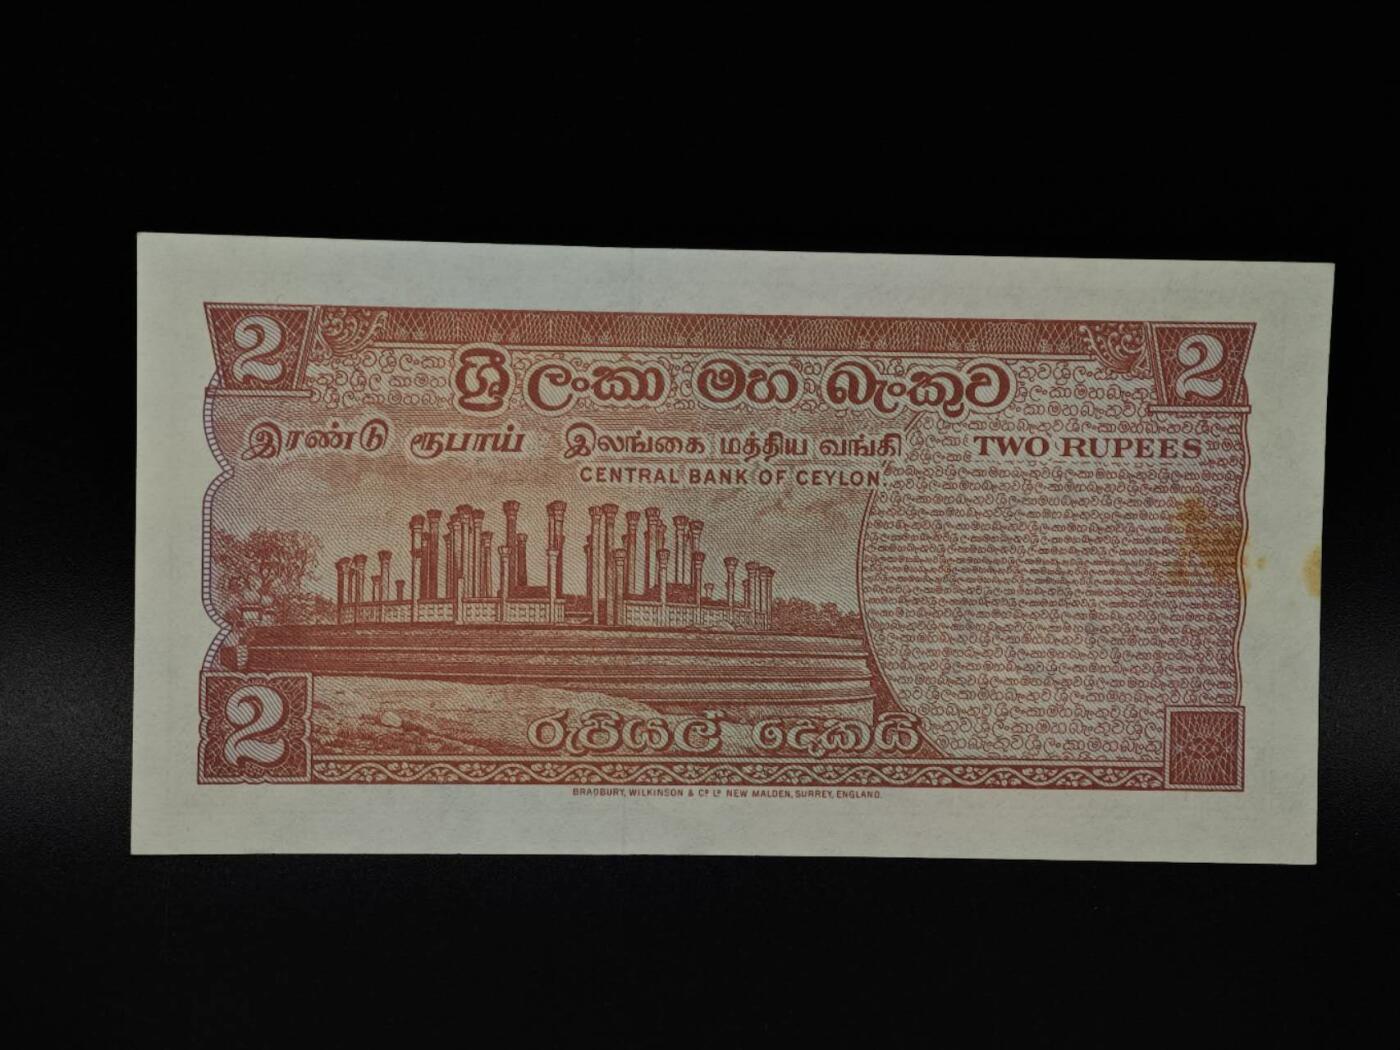 2 2
ශ්‍රී ලංකා මහ බැංකුව
இரண்டு ரூபாய் இலங்கை மத்திய வங்கி TWO RUPEES
CENTRAL BANK OF CEYLON.
2 රුපියල් දෙකයි
BRADBURY, WILKINSON & Cº Lº NEW MALDEN, SURREY, ENGLAND.